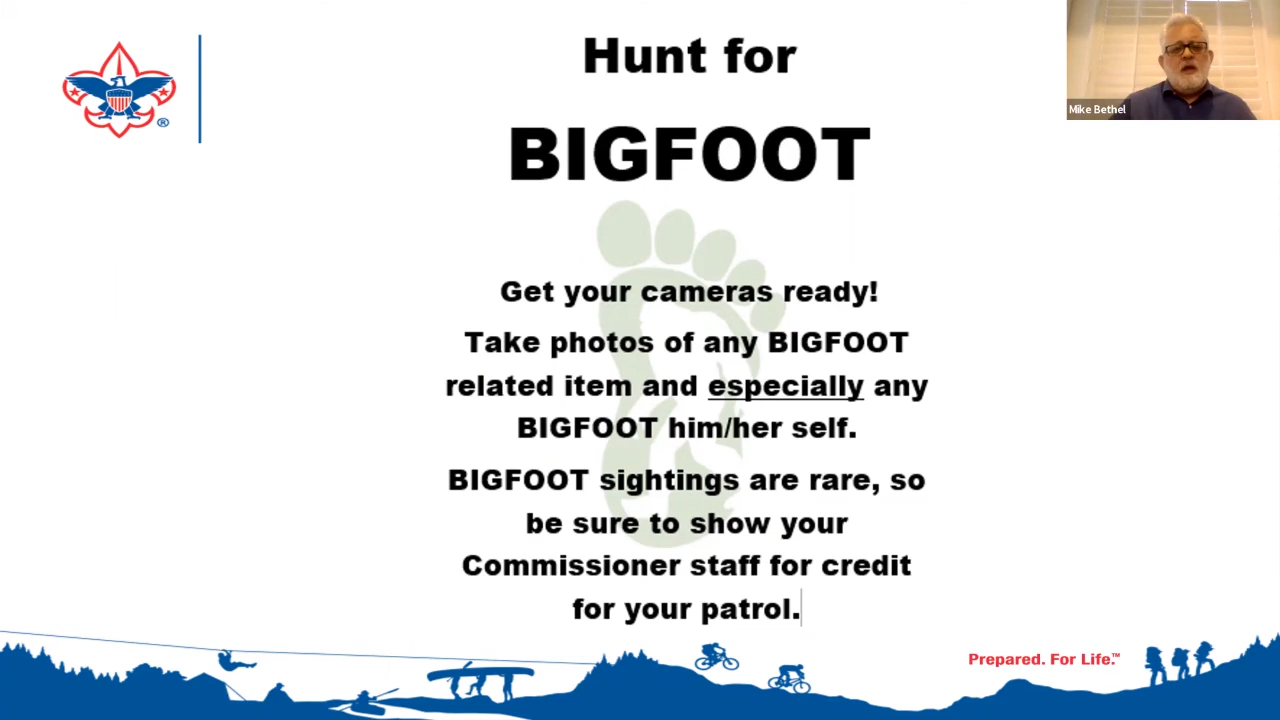 Hunt for
BIGFOOT
Mike Bethel
Get your cameras ready!
Take photos of any BIGFOOT
related item and especially any
BIGFOOT him/her self.
BIGFOOT sightings are rare, so
be sure to show your
Commissioner staff for credit
for your patrol.
Prepared. For Life.™
®